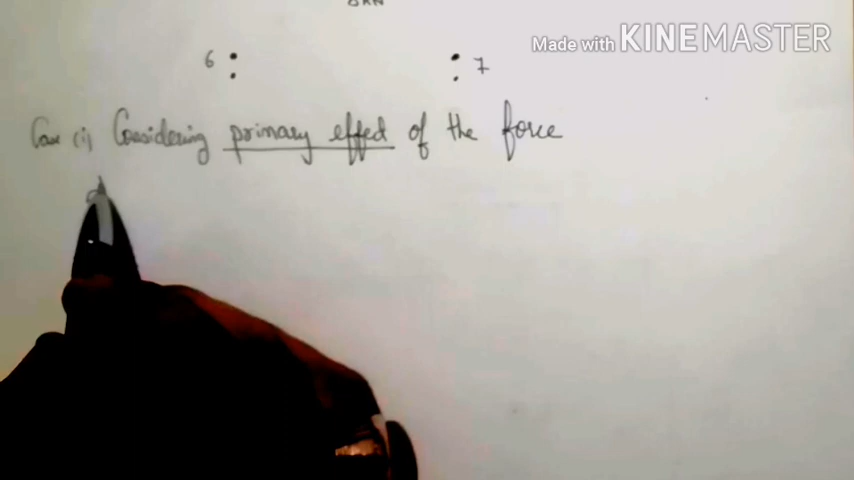 Made with KINEMASTER
6 : : 7
Case (i) Considering primary effect of the force